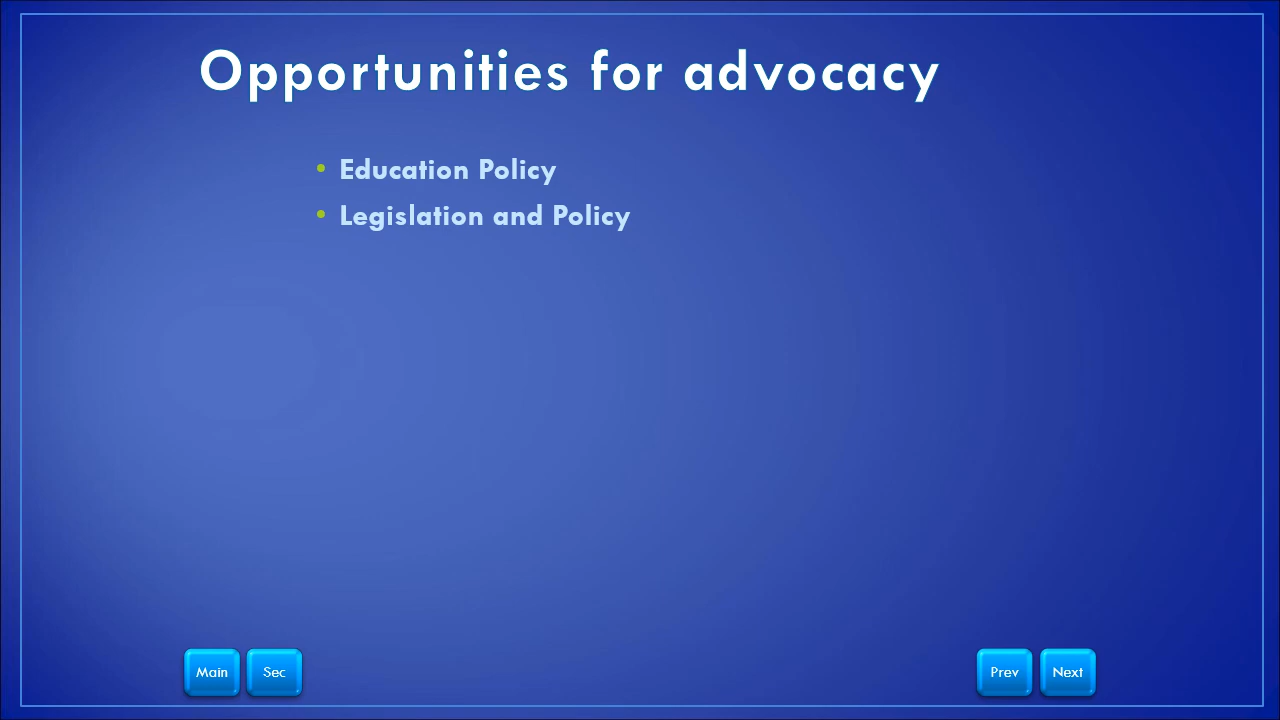 Opportunities for advocacy
• Education Policy
• Legislation and Policy
Main Sec Prev Next